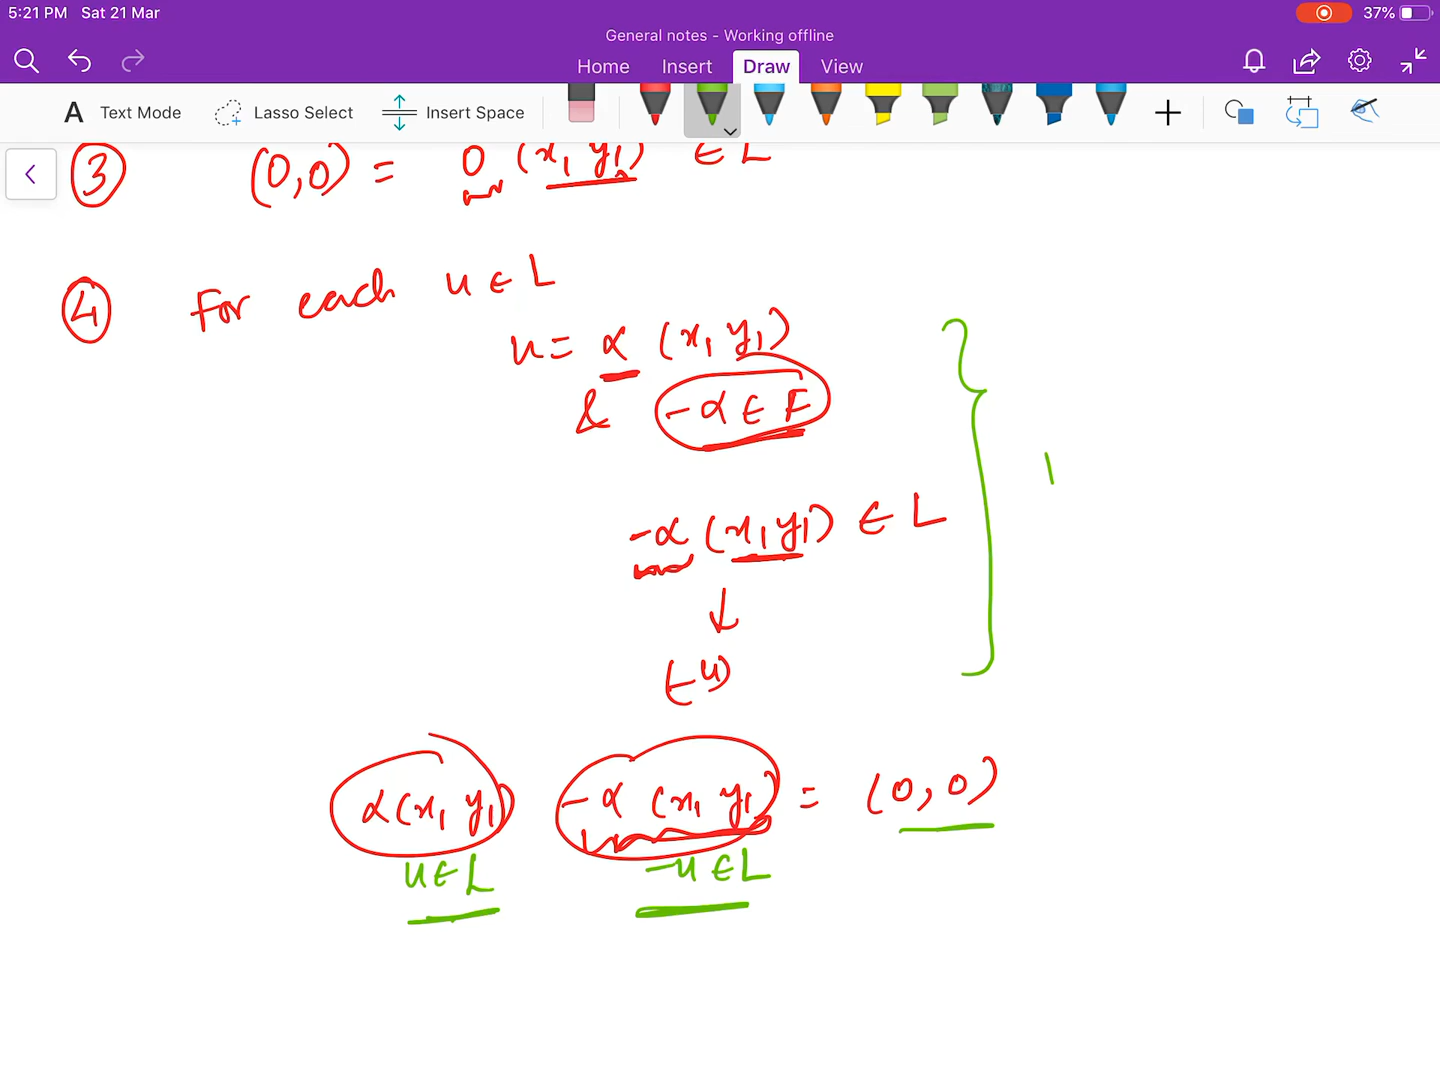 5:21 PM Sat 21 Mar 37%
General notes - Working offline
Home Insert Draw View
A Text Mode Lasso Select Insert Space
③ (0,0) = 0 (x₁ y₁) ∈ L
④ For each u ∈ L
u = α (x₁ y₁)
& -α ∈ F
-α (x₁ y₁) ∈ L
↓
(-u)
α(x₁ y₁) -α (x₁ y₁) = (0,0)
u∈L -u ∈ L